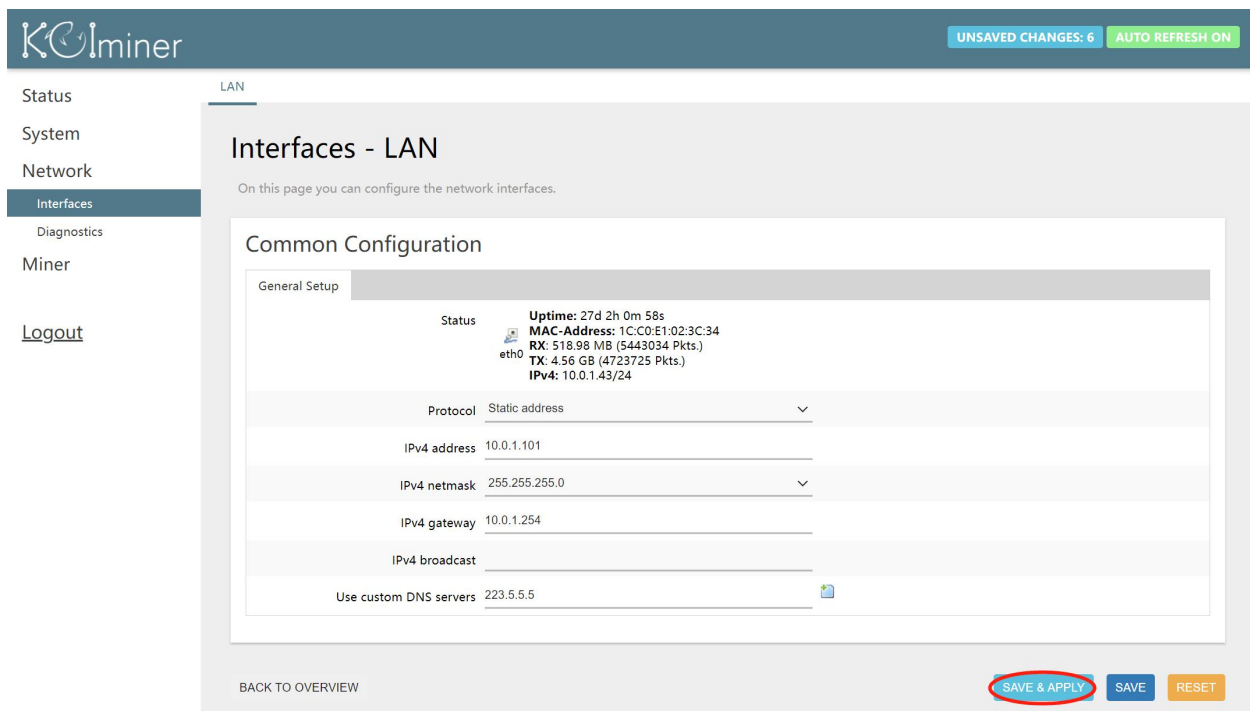 KOlminer
UNSAVED CHANGES: 6
AUTO REFRESH ON
Status
System
Network
Interfaces
Diagnostics
Miner
Logout
LAN
Interfaces - LAN
On this page you can configure the network interfaces.
Common Configuration
General Setup
Status
eth0
Uptime: 27d 2h 0m 58s
MAC-Address: 1C:C0:E1:02:3C:34
RX: 518.98 MB (5443034 Pkts.)
TX: 4.56 GB (4723725 Pkts.)
IPv4: 10.0.1.43/24
Protocol Static address
IPv4 address 10.0.1.101
IPv4 netmask 255.255.255.0
IPv4 gateway 10.0.1.254
IPv4 broadcast
Use custom DNS servers 223.5.5.5
BACK TO OVERVIEW
SAVE & APPLY
SAVE
RESET